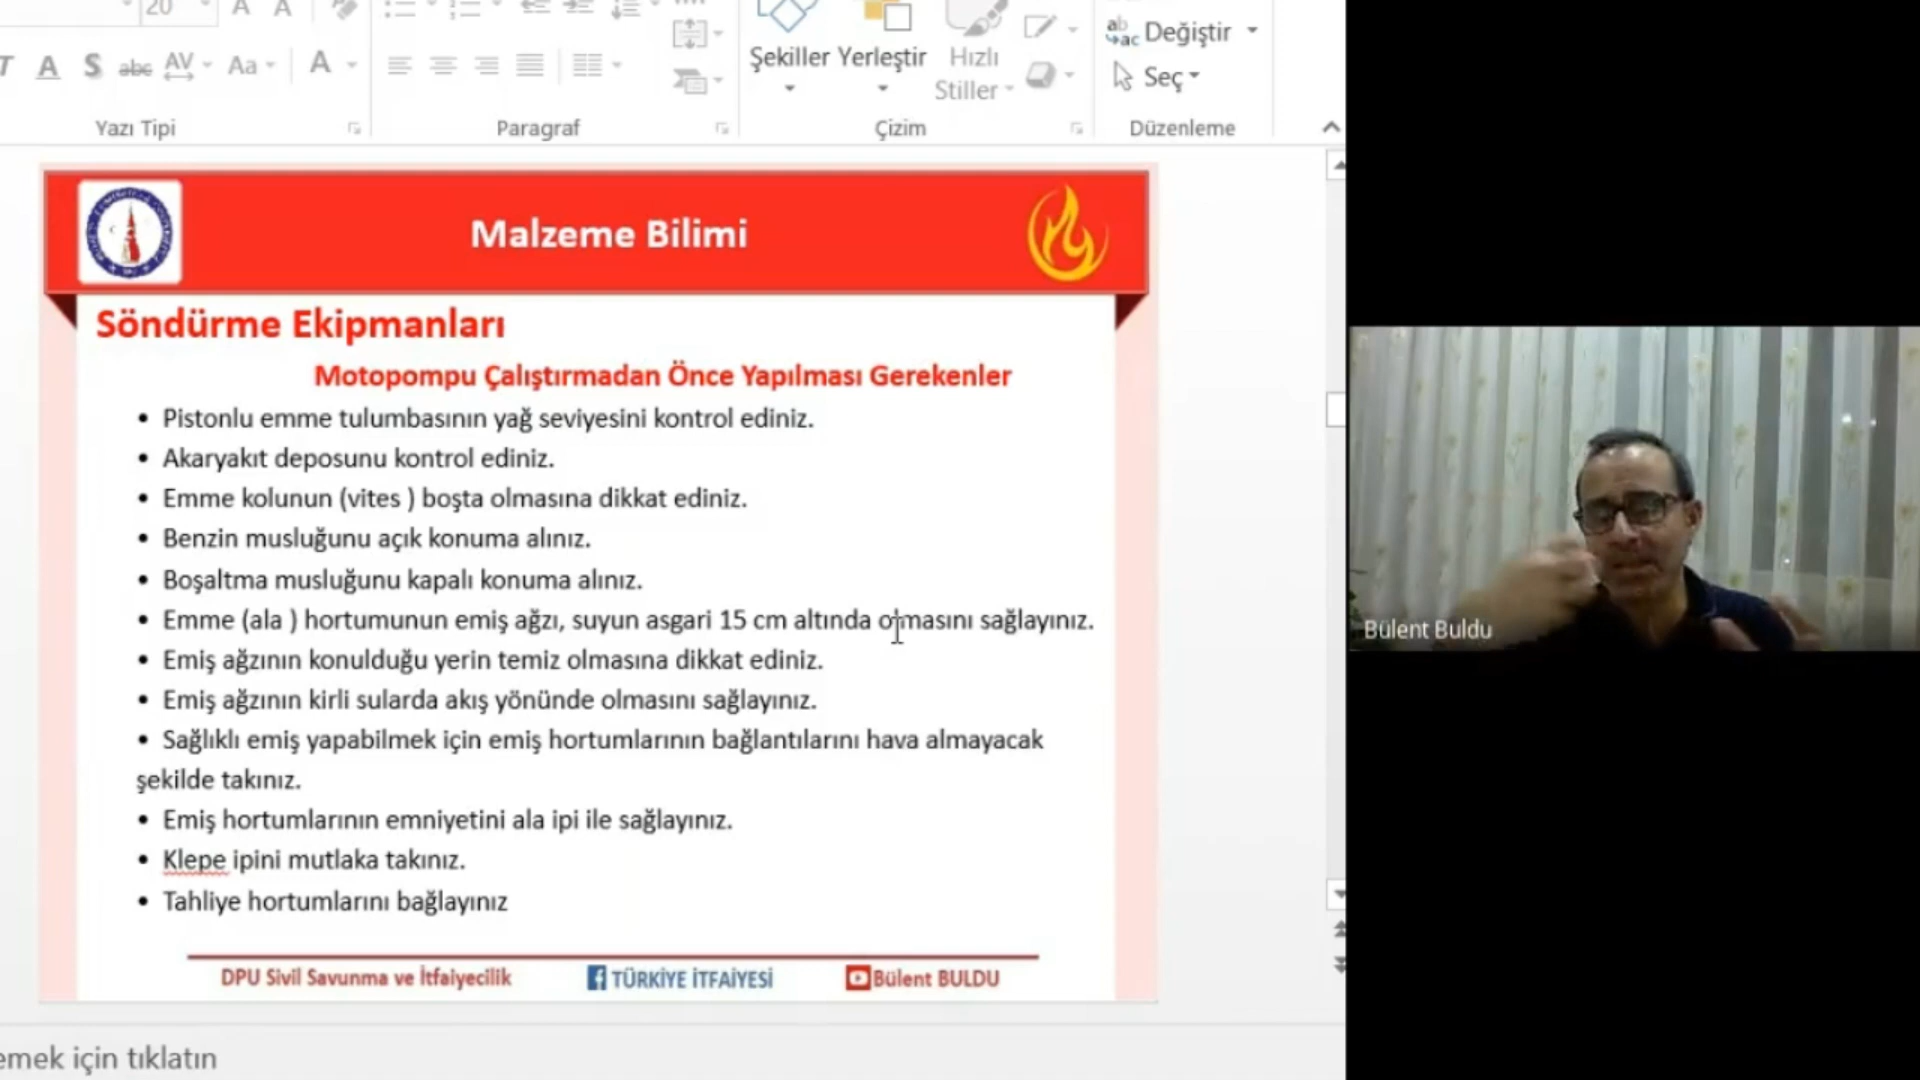 20
A A
T A S abc AV Aa A
Şekiller Yerleştir Hızlı Stiller
Değiştir
Seç
Yazı Tipi Paragraf Çizim Düzenleme
Malzeme Bilimi
Söndürme Ekipmanları
Motopompu Çalıştırmadan Önce Yapılması Gerekenler
• Pistonlu emme tulumbasının yağ seviyesini kontrol ediniz.
• Akaryakıt deposunu kontrol ediniz.
• Emme kolunun (vites ) boşta olmasına dikkat ediniz.
• Benzin musluğunu açık konuma alınız.
• Boşaltma musluğunu kapalı konuma alınız.
• Emme (ala ) hortumunun emiş ağzı, suyun asgari 15 cm altında olmasını sağlayınız.
• Emiş ağzının konulduğu yerin temiz olmasına dikkat ediniz.
• Emiş ağzının kirli sularda akış yönünde olmasını sağlayınız.
• Sağlıklı emiş yapabilmek için emiş hortumlarının bağlantılarını hava almayacak
şekilde takınız.
• Emiş hortumlarının emniyetini ala ipi ile sağlayınız.
• Klepe ipini mutlaka takınız.
• Tahliye hortumlarını bağlayınız
DPU Sivil Savunma ve İtfaiyecilik TÜRKİYE İTFAİYESİ Bülent BULDU
emek için tıklatın
Bülent Buldu